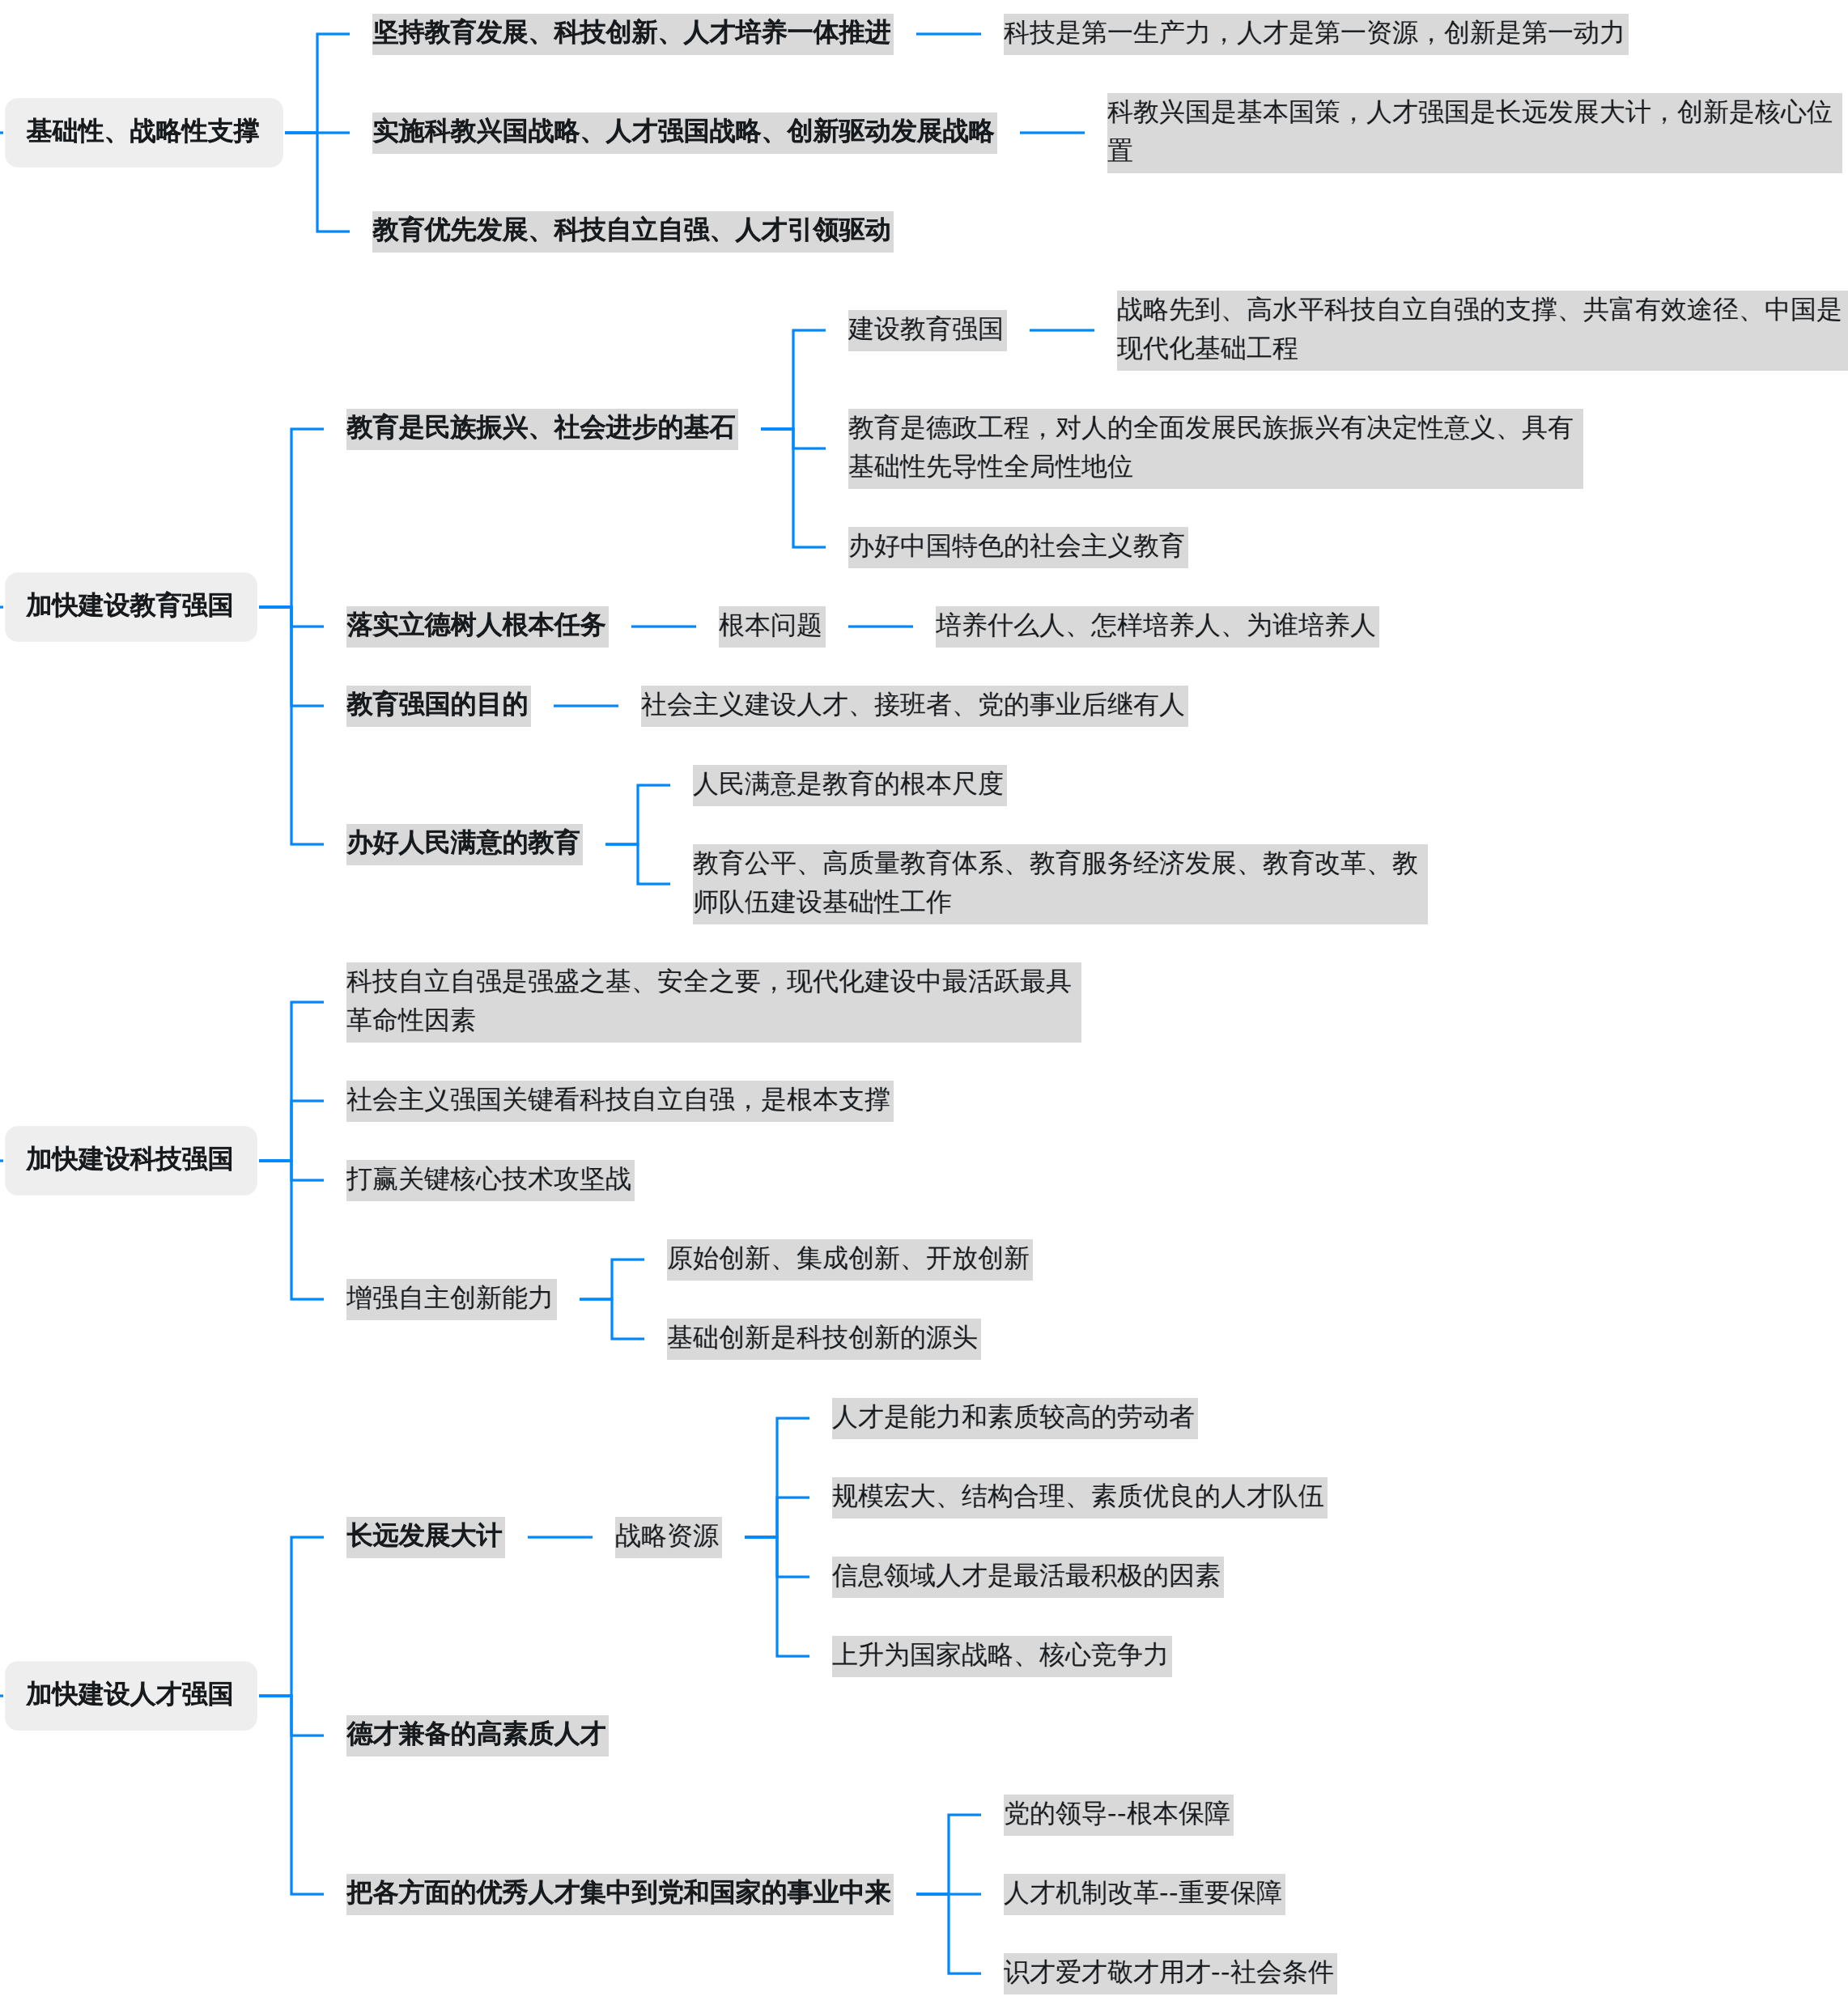 坚持教育发展、科技创新、人才培养一体推进
科技是第一生产力，人才是第一资源，创新是第一动力
基础性、战略性支撑
实施科教兴国战略、人才强国战略、创新驱动发展战略
科教兴国是基本国策，人才强国是长远发展大计，创新是核心位
置
教育优先发展、科技自立自强、人才引领驱动
加快建设教育强国
教育是民族振兴、社会进步的基石
建设教育强国
战略先到、高水平科技自立自强的支撑、共富有效途径、中国是
现代化基础工程
教育是德政工程，对人的全面发展民族振兴有决定性意义、具有
基础性先导性全局性地位
办好中国特色的社会主义教育
落实立德树人根本任务
根本问题
培养什么人、怎样培养人、为谁培养人
教育强国的目的
社会主义建设人才、接班者、党的事业后继有人
办好人民满意的教育
人民满意是教育的根本尺度
教育公平、高质量教育体系、教育服务经济发展、教育改革、教
师队伍建设基础性工作
加快建设科技强国
科技自立自强是强盛之基、安全之要，现代化建设中最活跃最具
革命性因素
社会主义强国关键看科技自立自强，是根本支撑
打赢关键核心技术攻坚战
增强自主创新能力
原始创新、集成创新、开放创新
基础创新是科技创新的源头
加快建设人才强国
长远发展大计
战略资源
人才是能力和素质较高的劳动者
规模宏大、结构合理、素质优良的人才队伍
信息领域人才是最活最积极的因素
上升为国家战略、核心竞争力
德才兼备的高素质人才
把各方面的优秀人才集中到党和国家的事业中来
党的领导--根本保障
人才机制改革--重要保障
识才爱才敬才用才--社会条件